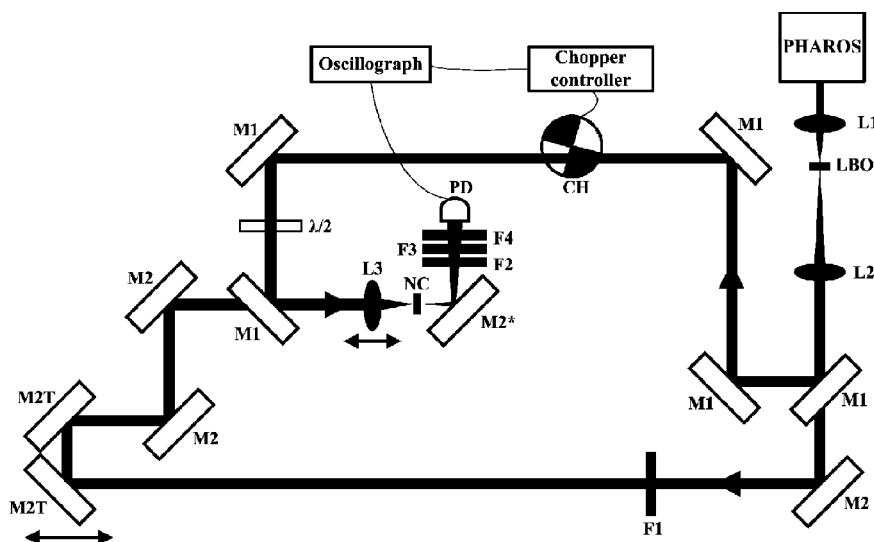 PHAROS
Oscillograph
Chopper
controller
M1
M1
L1
LBO
CH
PD
λ/2
F4
F3
F2
L3
NC
M2
L2
M1
M2*
M2T
M2
M1
M1
M2T
F1
M2